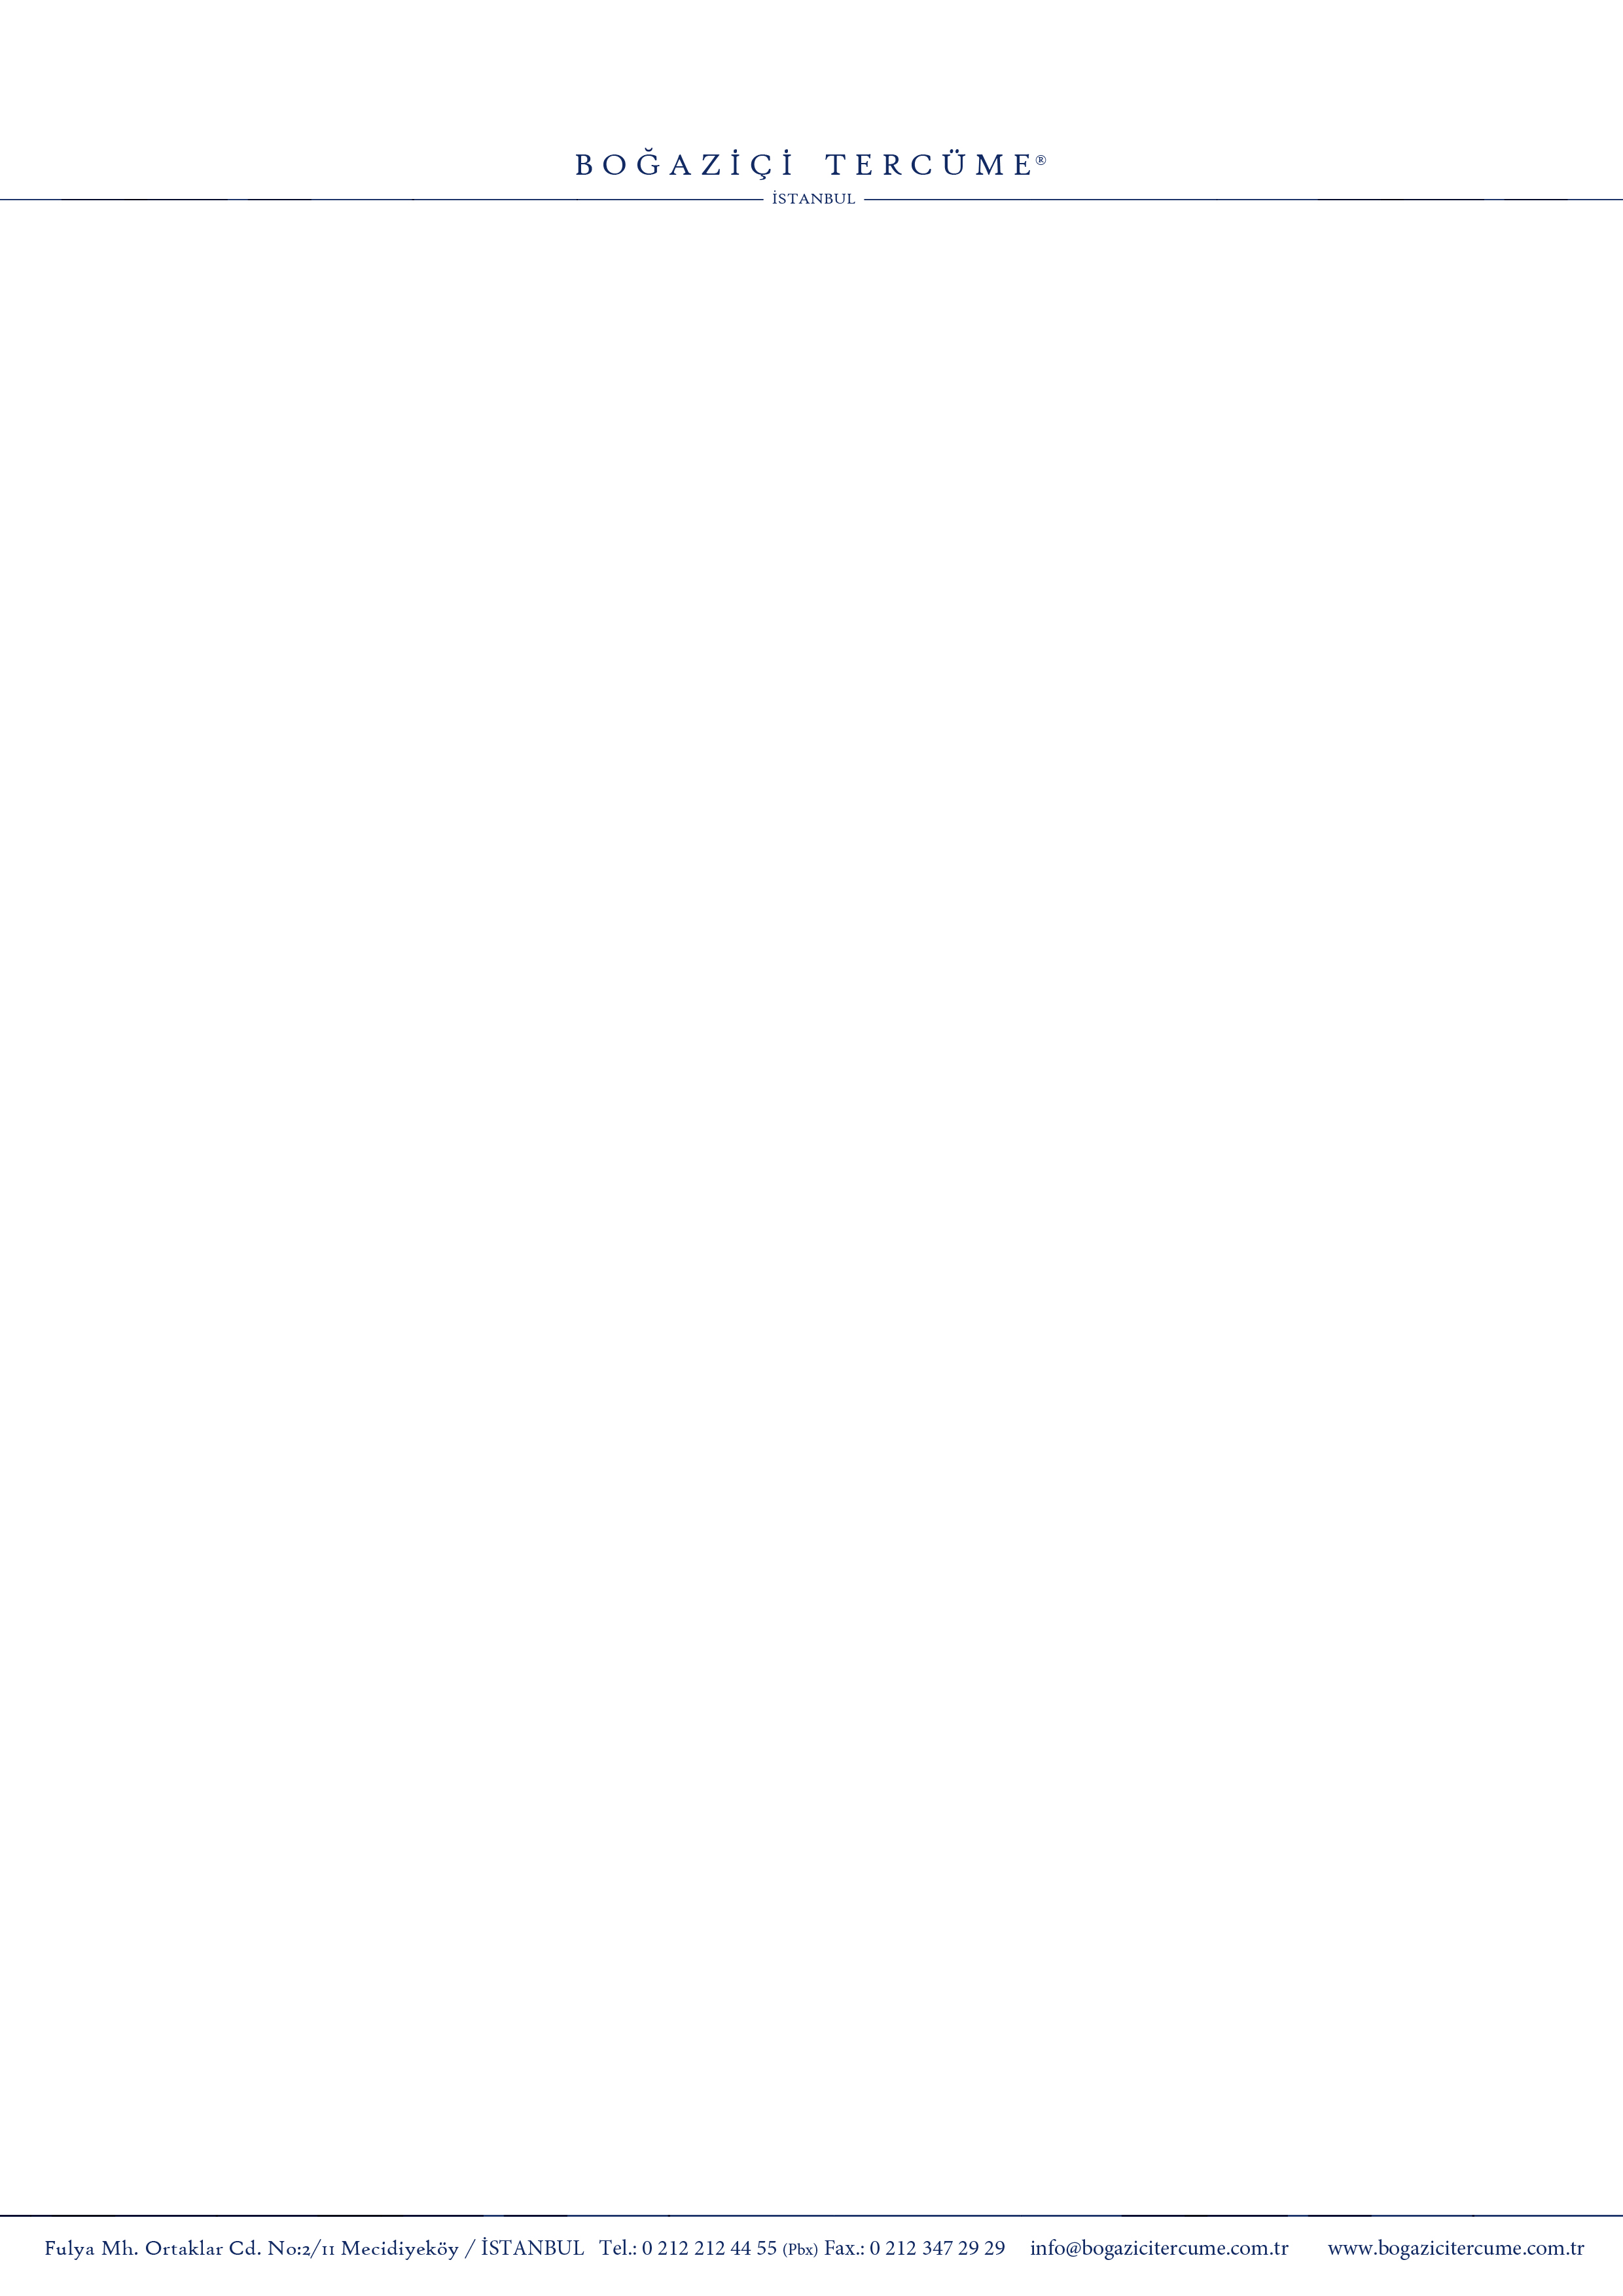 BOĞAZİÇİ TERCÜME®
İSTANBUL
Fulya Mh. Ortaklar Cd. No:2/11 Mecidiyeköy / İSTANBUL Tel.: 0 212 212 44 55 (Pbx) Fax.: 0 212 347 29 29 info@bogazicitercume.com.tr www.bogazicitercume.com.tr